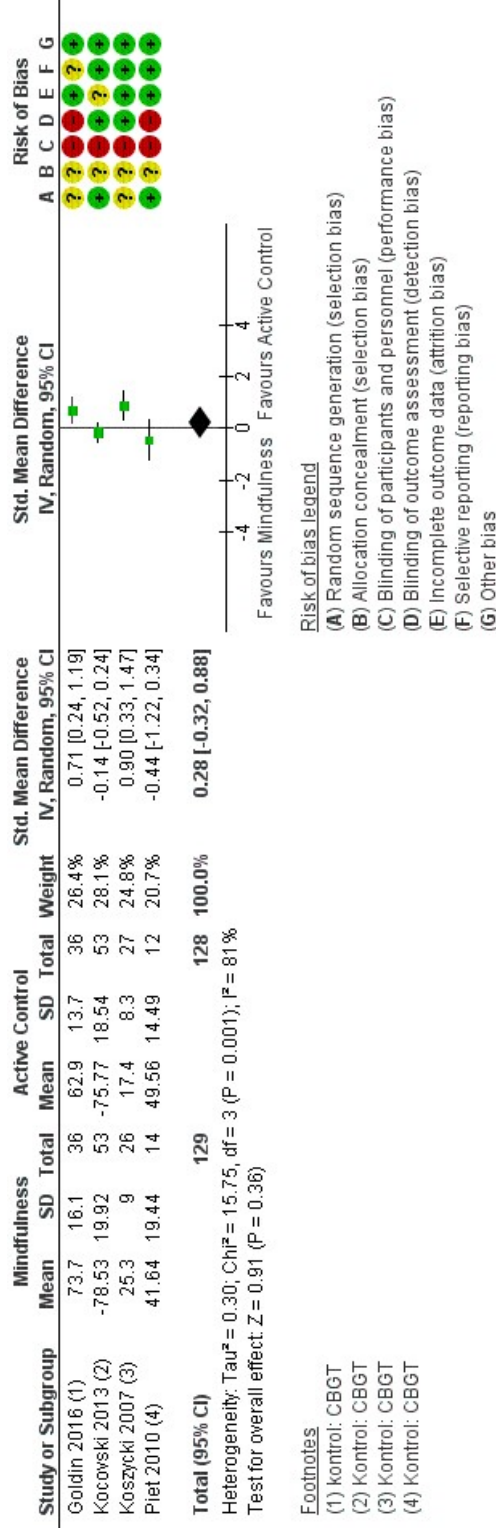 Mindfulness Active Control Std. Mean Difference Std. Mean Difference Risk of Bias
Study or Subgroup Mean SD Total Mean SD Total Weight IV, Random, 95% CI IV, Random, 95% CI A B C D E F G
Goldin 2016 (1) 73.7 16.1 36 62.9 13.7 36 26.4% 0.71 [0.24, 1.19] ? ? - - + ? +
Kocovski 2013 (2) -78.53 19.92 53 -75.77 18.54 53 28.1% -0.14 [-0.52, 0.24] + ? - + ? + +
Koszycki 2007 (3) 25.3 9 26 17.4 8.3 27 24.8% 0.90 [0.33, 1.47] ? ? - + + + +
Piet 2010 (4) 41.64 19.44 14 49.56 14.49 12 20.7% -0.44 [-1.22, 0.34] + ? - - + + +
Total (95% CI) 129 128 100.0% 0.28 [-0.32, 0.88]
Heterogeneity: Tau² = 0.30; Chi² = 15.75, df = 3 (P = 0.001); I² = 81%
Test for overall effect: Z = 0.91 (P = 0.36)
-4 -2 0 2 4
Favours Mindfulness Favours Active Control
Footnotes
(1) Kontrol: CBGT
(2) Kontrol: CBGT
(3) Kontrol: CBGT
(4) Kontrol: CBGT
Risk of bias legend
(A) Random sequence generation (selection bias)
(B) Allocation concealment (selection bias)
(C) Blinding of participants and personnel (performance bias)
(D) Blinding of outcome assessment (detection bias)
(E) Incomplete outcome data (attrition bias)
(F) Selective reporting (reporting bias)
(G) Other bias